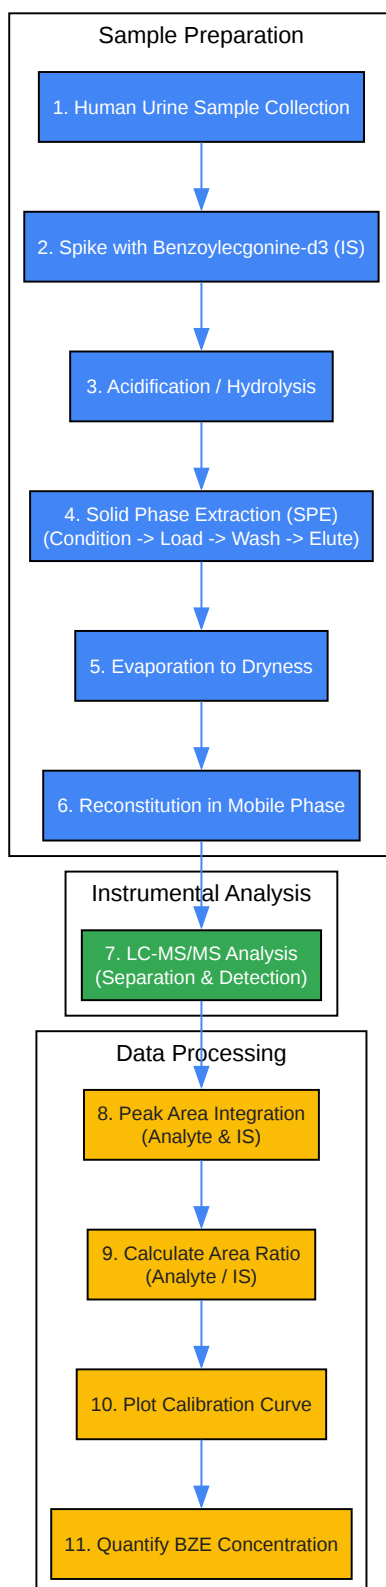 Sample Preparation
1. Human Urine Sample Collection
2. Spike with Benzoylecgonine-d3 (IS)
3. Acidification / Hydrolysis
4. Solid Phase Extraction (SPE)
(Condition -> Load -> Wash -> Elute)
5. Evaporation to Dryness
6. Reconstitution in Mobile Phase
Instrumental Analysis
7. LC-MS/MS Analysis
(Separation & Detection)
Data Processing
8. Peak Area Integration
(Analyte & IS)
9. Calculate Area Ratio
(Analyte / IS)
10. Plot Calibration Curve
11. Quantify BZE Concentration